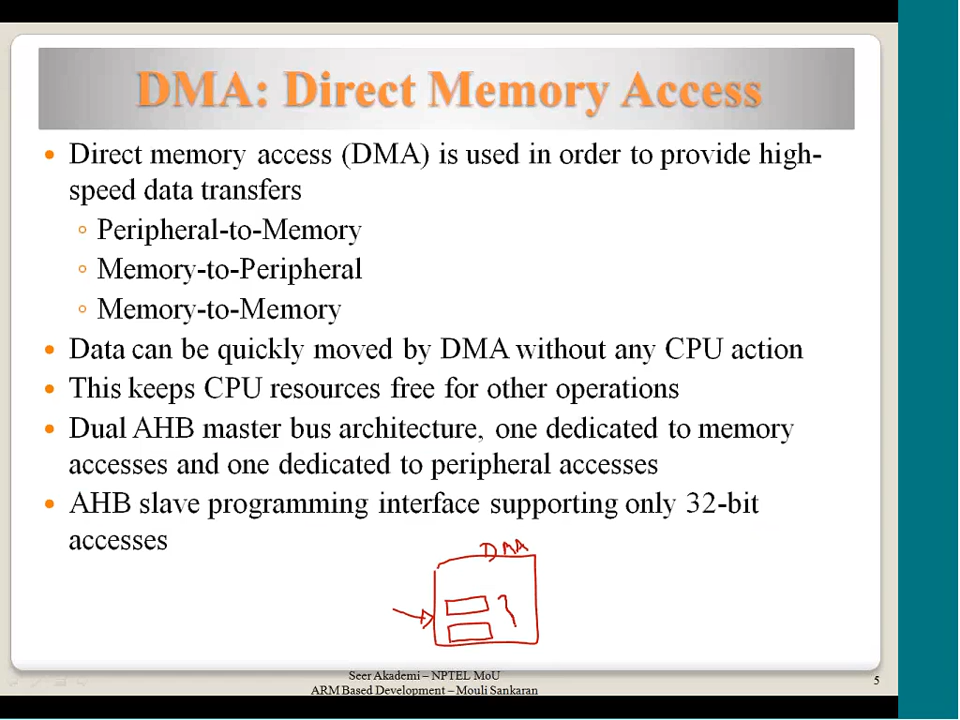 DMA: Direct Memory Access
• Direct memory access (DMA) is used in order to provide high-
speed data transfers
◦ Peripheral-to-Memory
◦ Memory-to-Peripheral
◦ Memory-to-Memory
• Data can be quickly moved by DMA without any CPU action
• This keeps CPU resources free for other operations
• Dual AHB master bus architecture, one dedicated to memory
accesses and one dedicated to peripheral accesses
• AHB slave programming interface supporting only 32-bit
accesses
DMA
Seer Akademi – NPTEL MoU
ARM Based Development – Mouli Sankaran
5